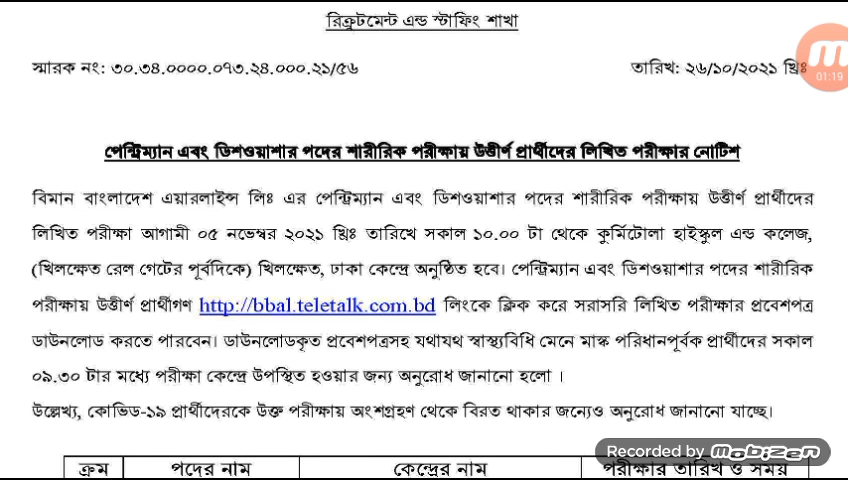 রিক্রুটমেন্ট এন্ড স্টাফিং শাখা
স্মারক নং: ৩০.৩৪.০০০০.০৭৩.২৪.০০০.২১/৫৬ তারিখ: ২৬/১০/২০২১ খ্রিঃ
01:19
পেন্ট্রিম্যান এবং ডিশওয়াশার পদের শারীরিক পরীক্ষায় উত্তীর্ণ প্রার্থীদের লিখিত পরীক্ষার নোটিশ
বিমান বাংলাদেশ এয়ারলাইন্স লিঃ এর পেন্ট্রিম্যান এবং ডিশওয়াশার পদের শারীরিক পরীক্ষায় উত্তীর্ণ প্রার্থীদের
লিখিত পরীক্ষা আগামী ০৫ নভেম্বর ২০২১ খ্রিঃ তারিখে সকাল ১০.০০ টা থেকে কুর্মিটোলা হাইস্কুল এন্ড কলেজ,
(খিলক্ষেত রেল গেটের পূর্বদিকে) খিলক্ষেত, ঢাকা কেন্দ্রে অনুষ্ঠিত হবে। পেন্ট্রিম্যান এবং ডিশওয়াশার পদের শারীরিক
পরীক্ষায় উত্তীর্ণ প্রার্থীগণ http://bbal.teletalk.com.bd লিংকে ক্লিক করে সরাসরি লিখিত পরীক্ষার প্রবেশপত্র
ডাউনলোড করতে পারবেন। ডাউনলোডকৃত প্রবেশপত্রসহ যথাযথ স্বাস্থ্যবিধি মেনে মাস্ক পরিধানপূর্বক প্রার্থীদের সকাল
০৯.৩০ টার মধ্যে পরীক্ষা কেন্দ্রে উপস্থিত হওয়ার জন্য অনুরোধ জানানো হলো ।
উল্লেখ্য, কোভিড-১৯ প্রার্থীদেরকে উক্ত পরীক্ষায় অংশগ্রহণ থেকে বিরত থাকার জন্যেও অনুরোধ জানানো যাচ্ছে।
Recorded by Mobizen
ক্রম পদের নাম কেন্দ্রের নাম পরীক্ষার তারিখ ও সময়